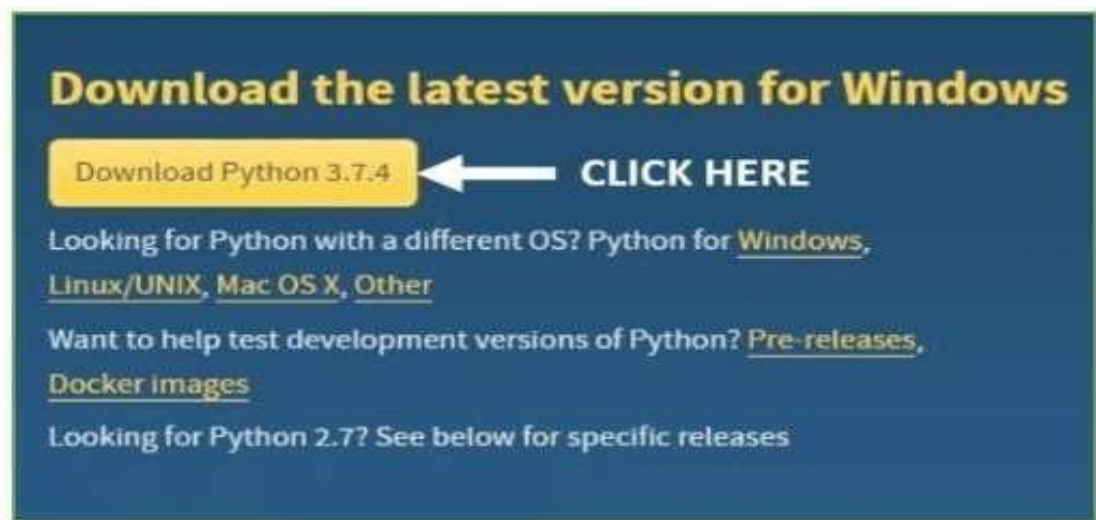 Download the latest version for Windows
Download Python 3.7.4
CLICK HERE
Looking for Python with a different OS? Python for Windows,
Linux/UNIX, Mac OS X, Other
Want to help test development versions of Python? Pre-releases,
Docker images
Looking for Python 2.7? See below for specific releases